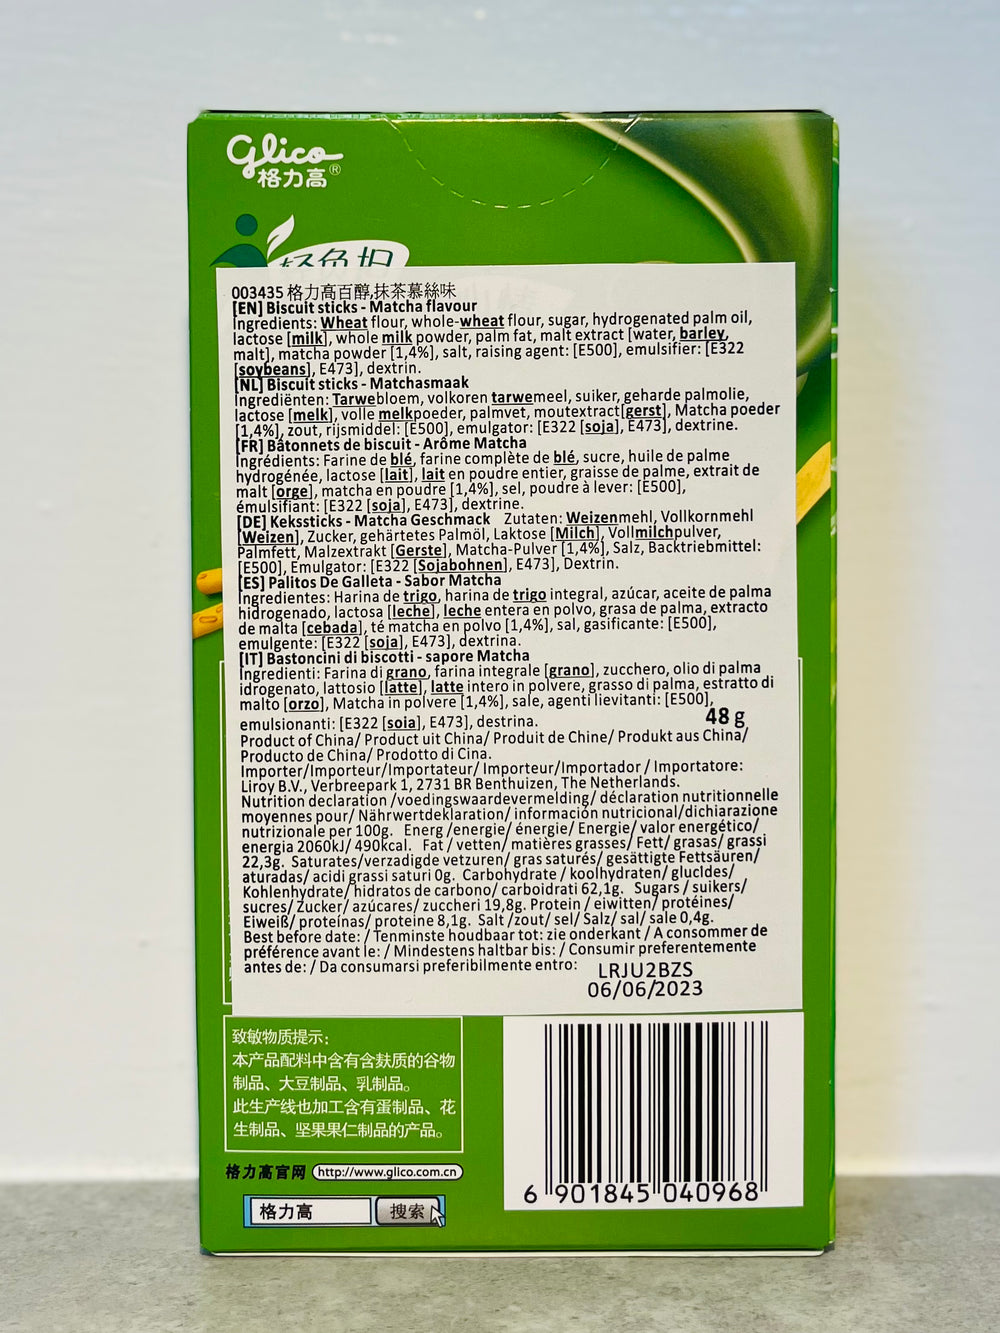 Glico
格力高®
轻负担
003435 格力高百醇,抹茶慕絲味
[EN] Biscuit sticks - Matcha flavour
Ingredients: Wheat flour, whole-wheat flour, sugar, hydrogenated palm oil,
lactose [milk], whole milk powder, palm fat, malt extract [water, barley,
malt], matcha powder [1,4%], salt, raising agent: [E500], emulsifier: [E322
[soybeans], E473], dextrin.
[NL] Biscuit sticks - Matchasmaak
Ingrediënten: Tarwebloem, volkoren tarwemeel, suiker, geharde palmolie,
lactose [melk], volle melkpoeder, palmvet, moutextract[gerst], Matcha poeder
[1,4%], zout, rijsmiddel: [E500], emulgator: [E322 [soja], E473], dextrine.
[FR] Bâtonnets de biscuit - Arôme Matcha
Ingrédients: Farine de blé, farine complète de blé, sucre, huile de palme
hydrogénée, lactose [lait], lait en poudre entier, graisse de palme, extrait de
malt [orge], matcha en poudre [1,4%], sel, poudre à lever: [E500],
émulsifiant: [E322 [soja], E473], dextrine.
[DE] Kekssticks - Matcha Geschmack Zutaten: Weizenmehl, Vollkornmehl
[Weizen], Zucker, gehärtetes Palmöl, Laktose [Milch], Vollmilchpulver,
Palmfett, Malzextrakt [Gerste], Matcha-Pulver [1,4%], Salz, Backtriebmittel:
[E500], Emulgator: [E322 [Sojabohnen], E473], Dextrin.
[ES] Palitos De Galleta - Sabor Matcha
Ingredientes: Harina de trigo, harina de trigo integral, azúcar, aceite de palma
hidrogenado, lactosa [leche], leche entera en polvo, grasa de palma, extracto
de malta [cebada], té matcha en polvo [1,4%], sal, gasificante: [E500],
emulgente: [E322 [soja], E473], dextrina.
[IT] Bastoncini di biscotti - sapore Matcha
Ingredienti: Farina di grano, farina integrale [grano], zucchero, olio di palma
idrogenato, lattosio [latte], latte intero in polvere, grasso di palma, estratto di
malto [orzo], Matcha in polvere [1,4%], sale, agenti lievitanti: [E500],
emulsionanti: [E322 [soia], E473], destrina. 48 g
Product of China/ Product uit China/ Produit de Chine/ Produkt aus China/
Producto de China/ Prodotto di Cina.
Importer/Importeur/Importateur/ Importeur/Importador / Importatore:
Liroy B.V., Verbreepark 1, 2731 BR Benthuizen, The Netherlands.
Nutrition declaration /voedingswaardevermelding/ déclaration nutritionnelle
moyennes pour/ Nährwertdeklaration/ información nutricional/dichiarazione
nutrizionale per 100g. Energ /energie/ énergie/ Energie/ valor energético/
energia 2060kJ/ 490kcal. Fat / vetten/ matières grasses/ Fett/ grasas/ grassi
22,3g. Saturates/verzadigde vetzuren/ gras saturés/ gesättigte Fettsäuren/
aturadas/ acidi grassi saturi 0g. Carbohydrate / koolhydraten/ glucldes/
Kohlenhydrate/ hidratos de carbono/ carboidrati 62,1g. Sugars / suikers/
sucres/ Zucker/ azúcares/ zuccheri 19,8g. Protein / eiwitten/ protéines/
Eiweiß/ proteínas/ proteine 8,1g. Salt /zout/ sel/ Salz/ sal/ sale 0,4g.
Best before date: / Tenminste houdbaar tot: zie onderkant / A consommer de
préférence avant le: / Mindestens haltbar bis: / Consumir preferentemente
antes de: / Da consumarsi preferibilmente entro: LRJU2BZS
06/06/2023
致敏物质提示:
本产品配料中含有含麸质的谷物
制品、大豆制品、乳制品。
此生产线也加工含有蛋制品、花
生制品、坚果果仁制品的产品。
格力高官网 http://www.glico.com.cn
格力高 搜索
6 901845 040968